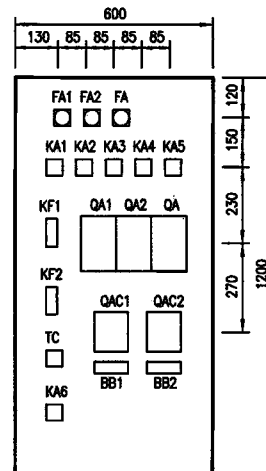 600
130 85 85 85 85
FA1 FA2 FA
120
KA1 KA2 KA3 KA4 KA5
150
KF1 QA1 QA2 QA
230
KF2 QAC1 QAC2
270
1200
TC
BB1 BB2
KA6